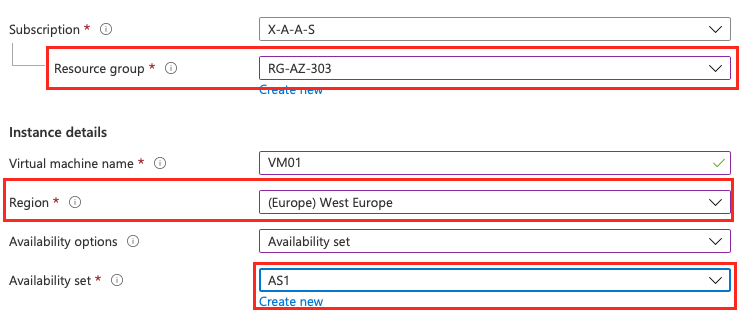 Subscription * X-A-A-S
Resource group * RG-AZ-303
Create new
Instance details
Virtual machine name * VM01
Region * (Europe) West Europe
Availability options Availability set
Availability set * AS1
Create new